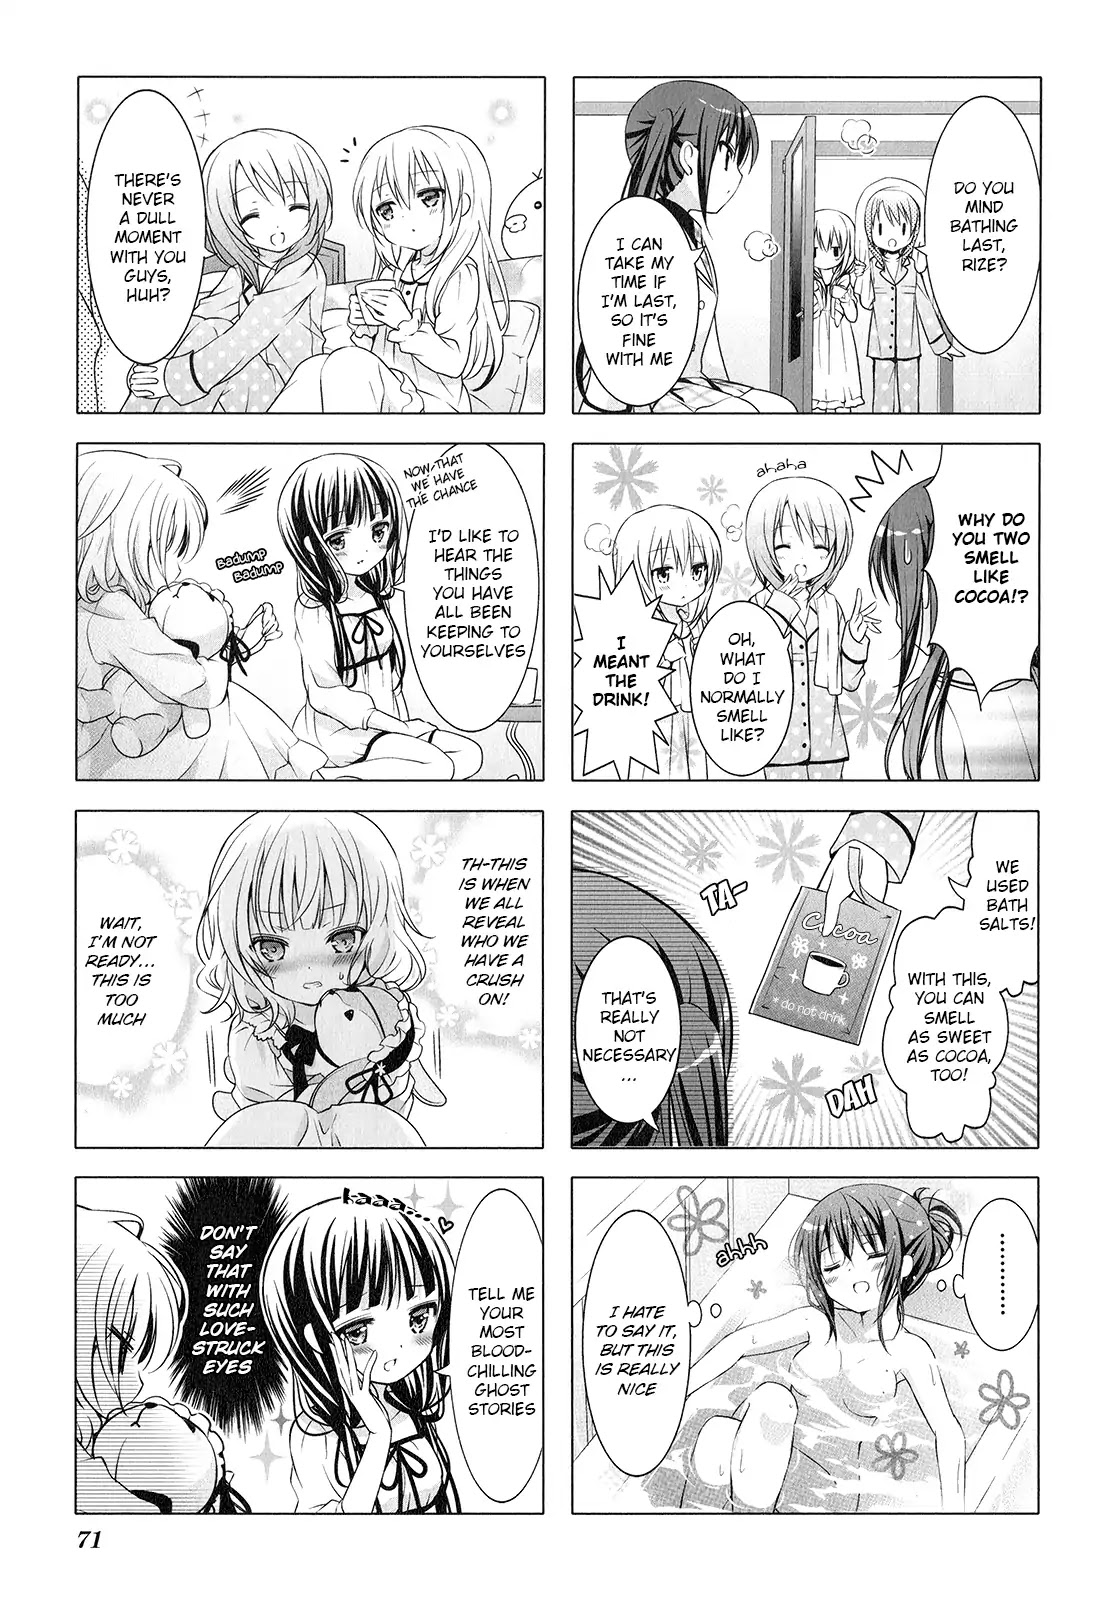 DO YOU
MIND
BATHING
LAST,
RIZE?
I CAN
TAKE MY
TIME IF
I'M LAST,
SO IT'S
FINE
WITH ME
WHY DO
YOU TWO
SMELL
LIKE
COCOA!?
ahaha
OH,
WHAT
DO I
NORMALLY
SMELL
LIKE?
I
MEANT
THE
DRINK!
WE
USED
BATH
SALTS!
WITH THIS,
YOU CAN
SMELL
AS SWEET
AS COCOA,
TOO!
TA-
DAH
Cocoa
* do not drink
THAT'S
REALLY
NOT
NECESSARY
...
..........
ahhh
I HATE
TO SAY IT,
BUT THIS
IS REALLY
NICE
THERE'S
NEVER
A DULL
MOMENT
WITH YOU
GUYS,
HUH?
NOW THAT
WE HAVE
THE CHANCE
I'D LIKE TO
HEAR THE
THINGS
YOU HAVE
ALL BEEN
KEEPING TO
YOURSELVES
BADUMP
BADUMP
TH-THIS
IS WHEN
WE ALL
REVEAL
WHO WE
HAVE A
CRUSH
ON!
WAIT,
I'M NOT
READY...
THIS IS
TOO
MUCH
TELL ME
YOUR
MOST
BLOOD-
CHILLING
GHOST
STORIES
kaaa...
DON'T
SAY
THAT
WITH
SUCH
LOVE-
STRUCK
EYES
71